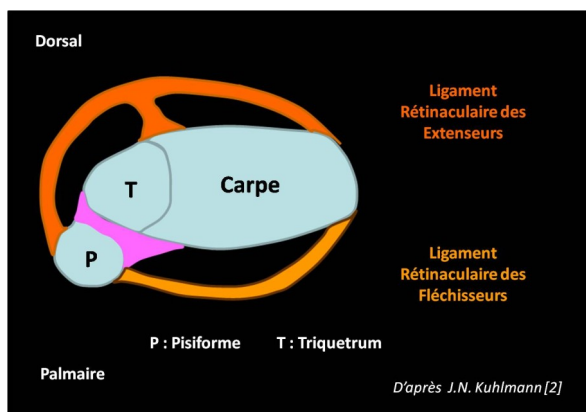 Dorsal
Ligament
Rétinaculaire des
Extenseurs
T
Carpe
P
Ligament
Rétinaculaire des
Fléchisseurs
P : Pisiforme T : Triquetrum
Palmaire
D'après J.N. Kuhlmann [2]